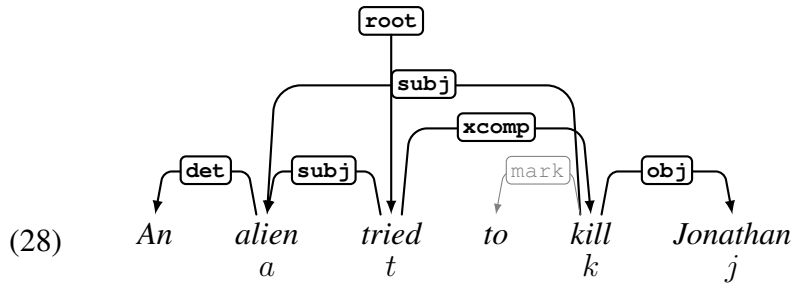 root
subj
xcomp
det subj mark obj
(28) An alien tried to kill Jonathan
a t k j